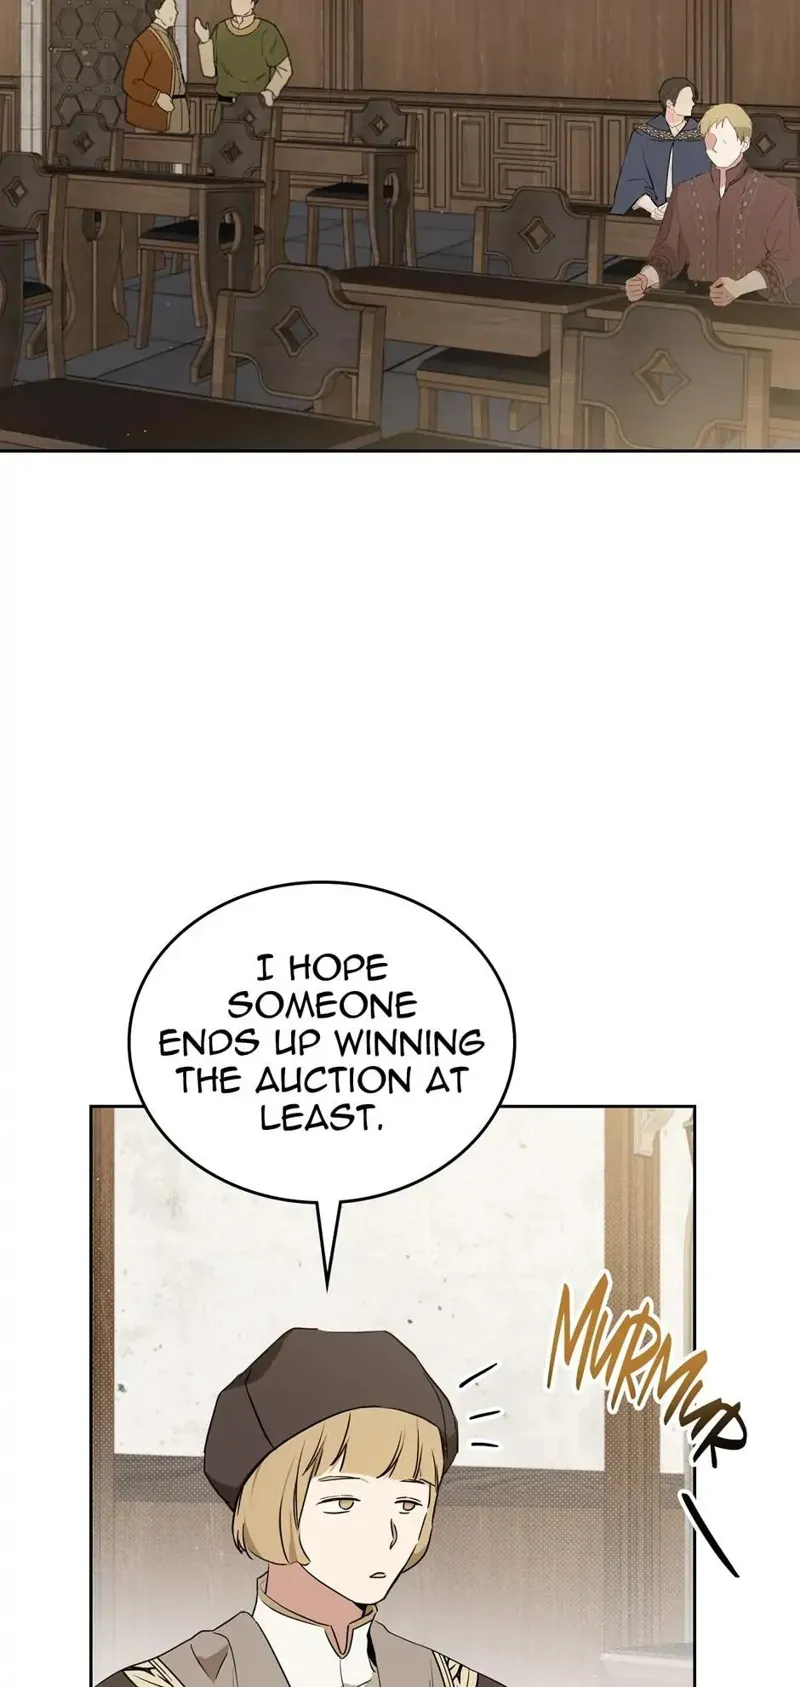 I HOPE
SOMEONE
ENDS UP WINNING
THE AUCTION AT
LEAST.
MURMUR